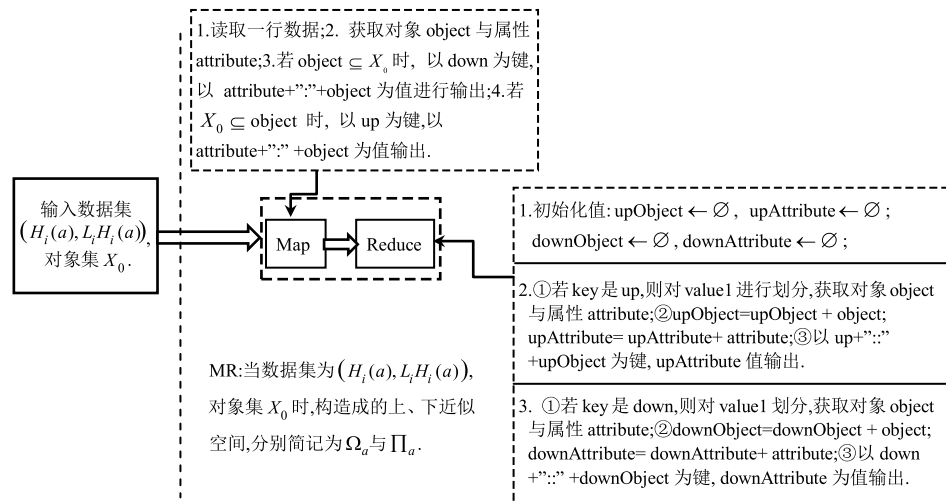 1.读取一行数据;2. 获取对象 object 与属性
attribute;3.若 object ⊆ X₀ 时, 以 down 为键,
以 attribute+”:”+object 为值进行输出;4.若
X₀ ⊆ object 时, 以 up 为键,以
attribute+”:” +object 为值输出.
输入数据集
(Hᵢ(a), LᵢHᵢ(a)),
对象集 X₀.
Map
Reduce
1.初始化值: upObject ← ∅, upAttribute ← ∅;
downObject ← ∅, downAttribute ← ∅;
2.①若 key 是 up,则对 value1 进行划分,获取对象 object
与属性 attribute;②upObject=upObject + object;
upAttribute= upAttribute+ attribute;③以 up+”::”
+upObject 为键, upAttribute 值输出.
3. ①若 key 是 down,则对 value1 划分,获取对象 object
与属性 attribute;②downObject=downObject + object;
downAttribute= downAttribute+ attribute;③以 down
+”::” +downObject 为键, downAttribute 为值输出.
MR:当数据集为 (Hᵢ(a), LᵢHᵢ(a)),
对象集 X₀ 时,构造成的上、下近似
空间,分别简记为 Ωₐ 与 ∏ₐ.